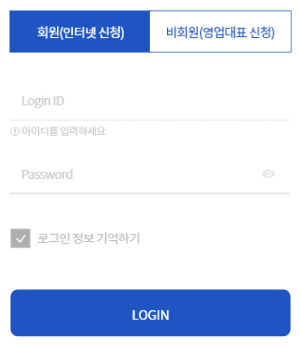 회원(인터넷 신청)
비회원(영업대표 신청)
Login ID
아이디를 입력하세요
Password
로그인 정보 기억하기
LOGIN